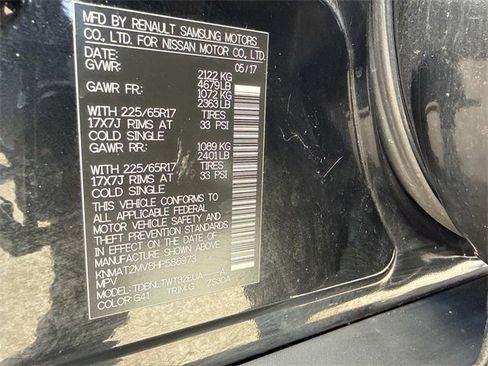 MFD BY RENAULT SAMSUNG MOTORS
CO., LTD. FOR NISSAN MOTOR CO., LTD.
DATE: 05/17
GVWR: 2122 KG
4679 LB
GAWR FR: 1072 KG
2363 LB
WITH 225/65R17 TIRES
17X7J RIMS AT 33 PSI
COLD SINGLE
GAWR RR: 1089 KG
2401 LB
WITH 225/65R17 TIRES
17X7J RIMS AT 33 PSI
COLD SINGLE
THIS VEHICLE CONFORMS TO
ALL APPLICABLE FEDERAL
MOTOR VEHICLE SAFETY AND
THEFT PREVENTION STANDARDS
IN EFFECT ON THE DATE OF
MANUFACTURE SHOWN ABOVE.
KNMAT2MV8HP588973
MPV
MODEL: TDBNLTWT32EUA-----A
COLOR: G41 TRIM: G ZS30A